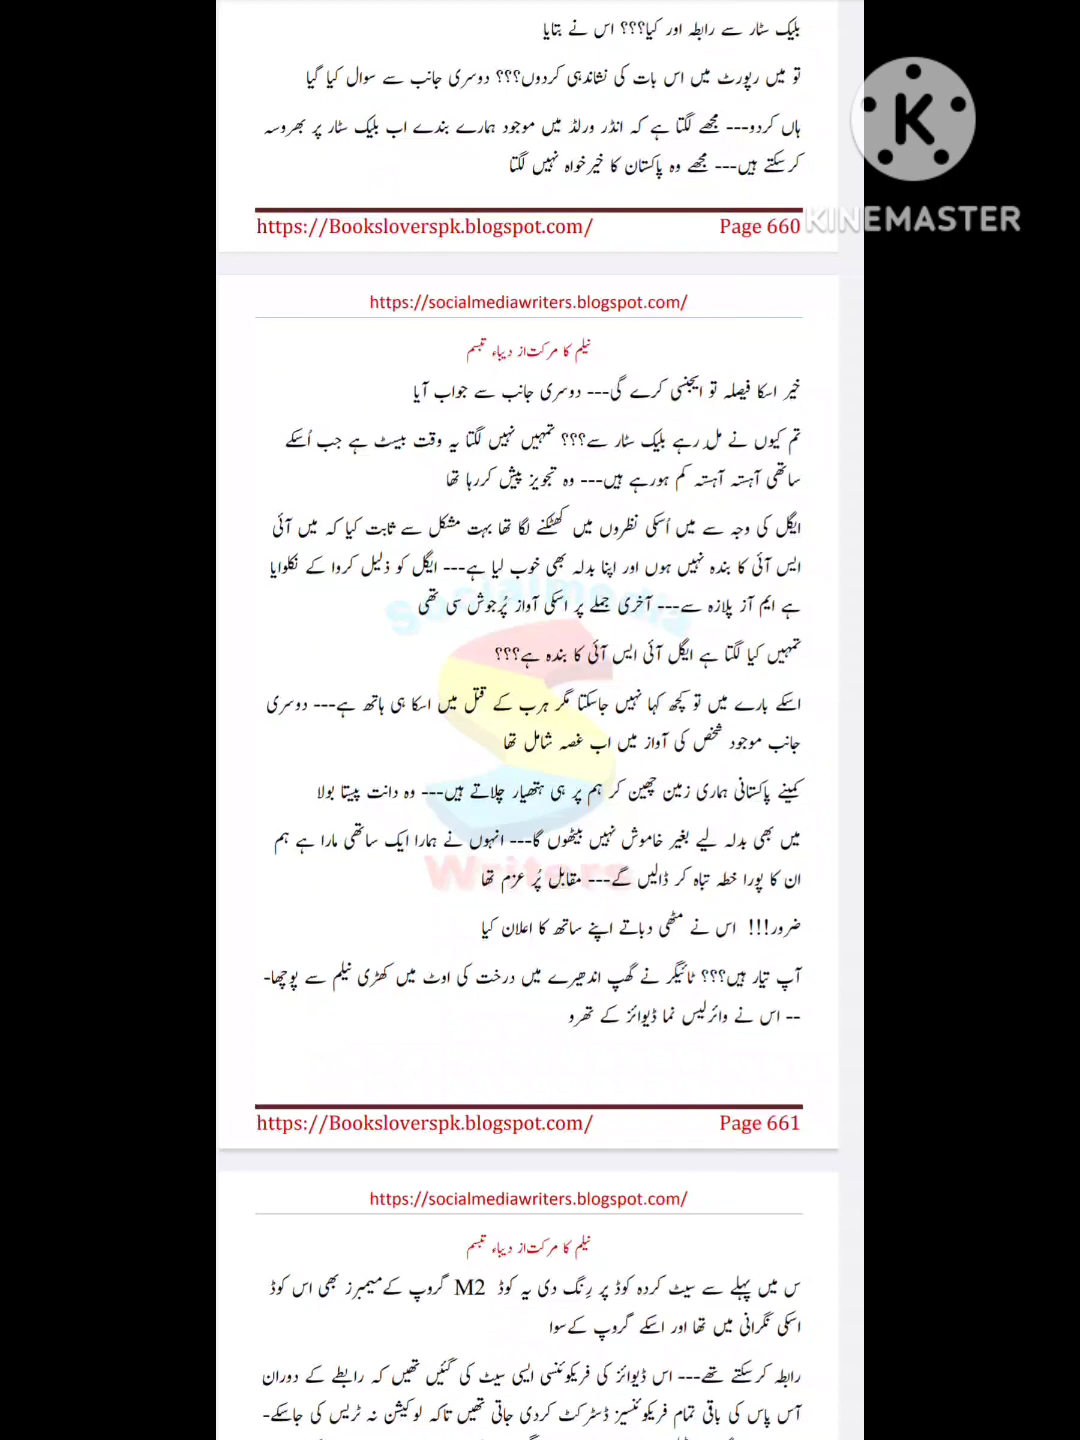 بلیک سٹار سے رابطہ اور کیا؟؟؟ اس نے بتایا
تو میں رپورٹ میں اس بات کی نشاندہی کردوں؟؟؟ دوسری جانب سے سوال کیا گیا
ہاں کردو--- مجھے لگتا ہے کہ انڈر ورلڈ میں موجود ہمارے بندے اب بلیک سٹار پر بھروسہ
کرسکتے ہیں--- مجھے وہ پاکستان کا خیرخواہ نہیں لگتا
K
KINEMASTER
https://Booksloverspk.blogspot.com/ Page 660
https://socialmediawriters.blogspot.com/
نیلم کا مرکت از دیباء تبسم
خیر اسکا فیصلہ تو ایجنسی کرے گی--- دوسری جانب سے جواب آیا
تم کیوں نے مل رہے بلیک سٹار سے؟؟؟ تمہیں نہیں لگتا یہ وقت بیسٹ ہے جب اُسکے
ساتھی آہستہ آہستہ کم ہورہے ہیں--- وہ تجویز پیش کررہا تھا
ایگل کی وجہ سے میں اُسکی نظروں میں کھٹکنے لگا تھا بہت مشکل سے ثابت کیا کہ میں آئی
ایس آئی کا بندہ نہیں ہوں اور اپنا بدلہ بھی خوب لیا ہے--- ایگل کو ذلیل کروا کے نکلوایا
ہے ایم آز پلازہ سے--- آخری جملے پر اسکی آواز پُرجوش سی تھی
تمہیں کیا لگتا ہے ایگل آئی ایس آئی کا بندہ ہے؟؟؟
اسکے بارے میں تو کچھ کہا نہیں جاسکتا مگر ہرب کے قتل میں اسکا ہی ہاتھ ہے--- دوسری
جانب موجود شخص کی آواز میں اب غصہ شامل تھا
کمینے پاکستانی ہماری زمین چھین کر ہم پر ہی ہتھیار چلاتے ہیں--- وہ دانت پیستا بولا
میں بھی بدلہ لیے بغیر خاموش نہیں بیٹھوں گا--- انہوں نے ہمارا ایک ساتھی مارا ہے ہم
ان کا پورا خطہ تباہ کر ڈالیں گے--- مقابل پُر عزم تھا
ضرور!!! اس نے مٹھی دباتے اپنے ساتھ کا اعلان کیا
آپ تیار ہیں؟؟؟ ٹائیگر نے گھپ اندھیرے میں درخت کی اوٹ میں کھڑی نیلم سے پوچھا-
-- اس نے وائرلیس نما ڈیوائز کے تھرو
Socialmedia
Writers
https://Booksloverspk.blogspot.com/ Page 661
https://socialmediawriters.blogspot.com/
نیلم کا مرکت از دیباء تبسم
س میں پہلے سے سیٹ کردہ کوڈ پر رِنگ دی یہ کوڈ M2 گروپ کے میمبرز بھی اس کوڈ
اسکی نگرانی میں تھا اور اسکے گروپ کے سوا
رابطہ کرسکتے تھے--- اس ڈیوائز کی فریکوئنسی ایسی سیٹ کی گئیں تھیں کہ رابطے کے دوران
آس پاس کی باقی تمام فریکوئنسیز ڈسٹرکٹ کردی جاتی تھیں تاکہ لوکیشن نہ ٹریس کی جاسکے-